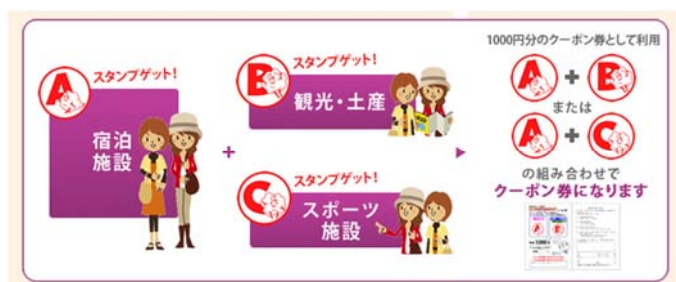 A
スタンプゲット！
宿泊
施設
+
B
スタンプゲット！
観光・土産
C
スタンプゲット！
スポーツ
施設
1000円分のクーポン券として利用
A + B
または
A + C
の組み合わせで
クーポン券になります